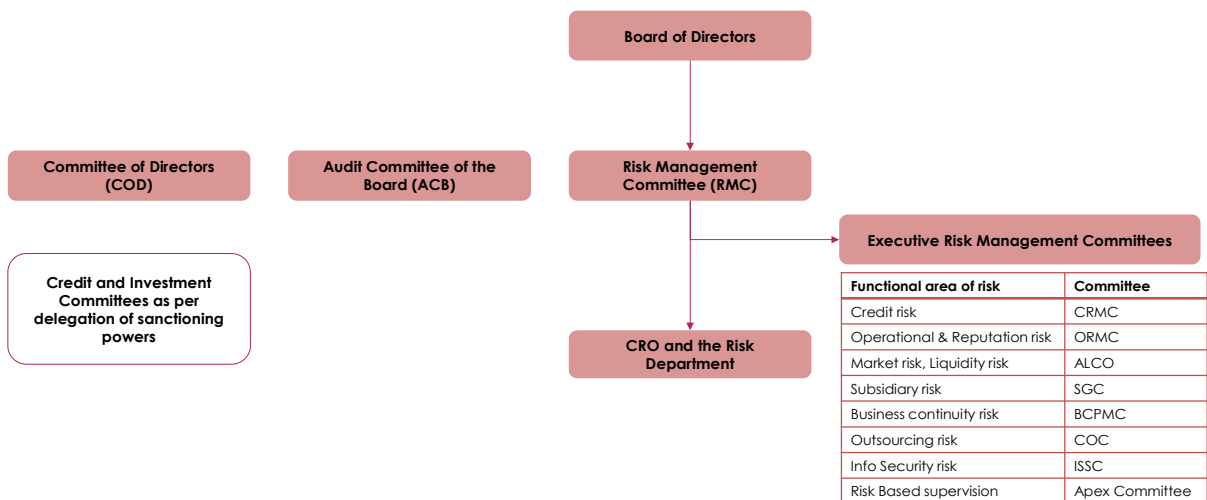 Board of Directors
Committee of Directors
(COD)
Audit Committee of the
Board (ACB)
Risk Management
Committee (RMC)
Executive Risk Management Committees
Credit and Investment
Committees as per
delegation of sanctioning
powers
CRO and the Risk
Department
Functional area of risk Committee
Credit risk CRMC
Operational & Reputation risk ORMC
Market risk, Liquidity risk ALCO
Subsidiary risk SGC
Business continuity risk BCPMC
Outsourcing risk COC
Info Security risk ISSC
Risk Based supervision Apex Committee